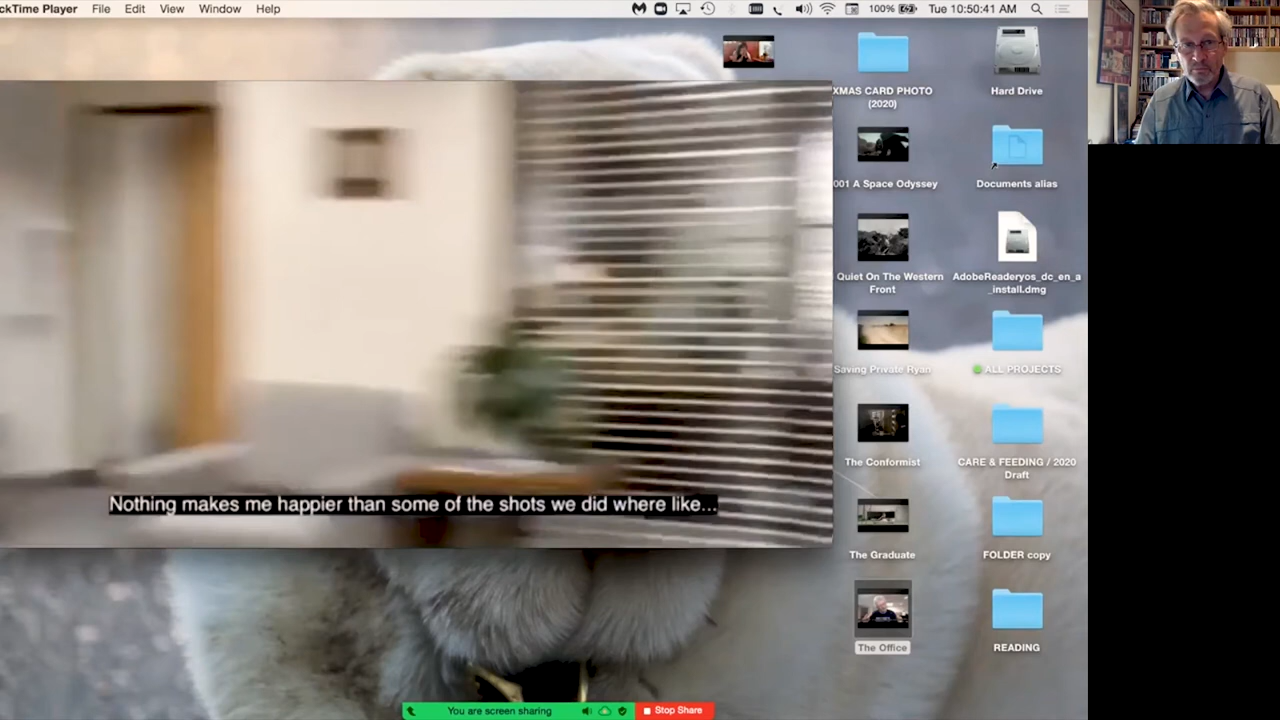 ckTime Player File Edit View Window Help 100% Tue 10:50:41 AM
XMAS CARD PHOTO
(2020)
Hard Drive
001 A Space Odyssey
Documents alias
Quiet On The Western
Front
AdobeReaderyos_dc_en_a
_install.dmg
Saving Private Ryan
ALL PROJECTS
The Conformist
CARE & FEEDING / 2020
Draft
Nothing makes me happier than some of the shots we did where like...
The Graduate
FOLDER copy
The Office
READING
You are screen sharing
Stop Share